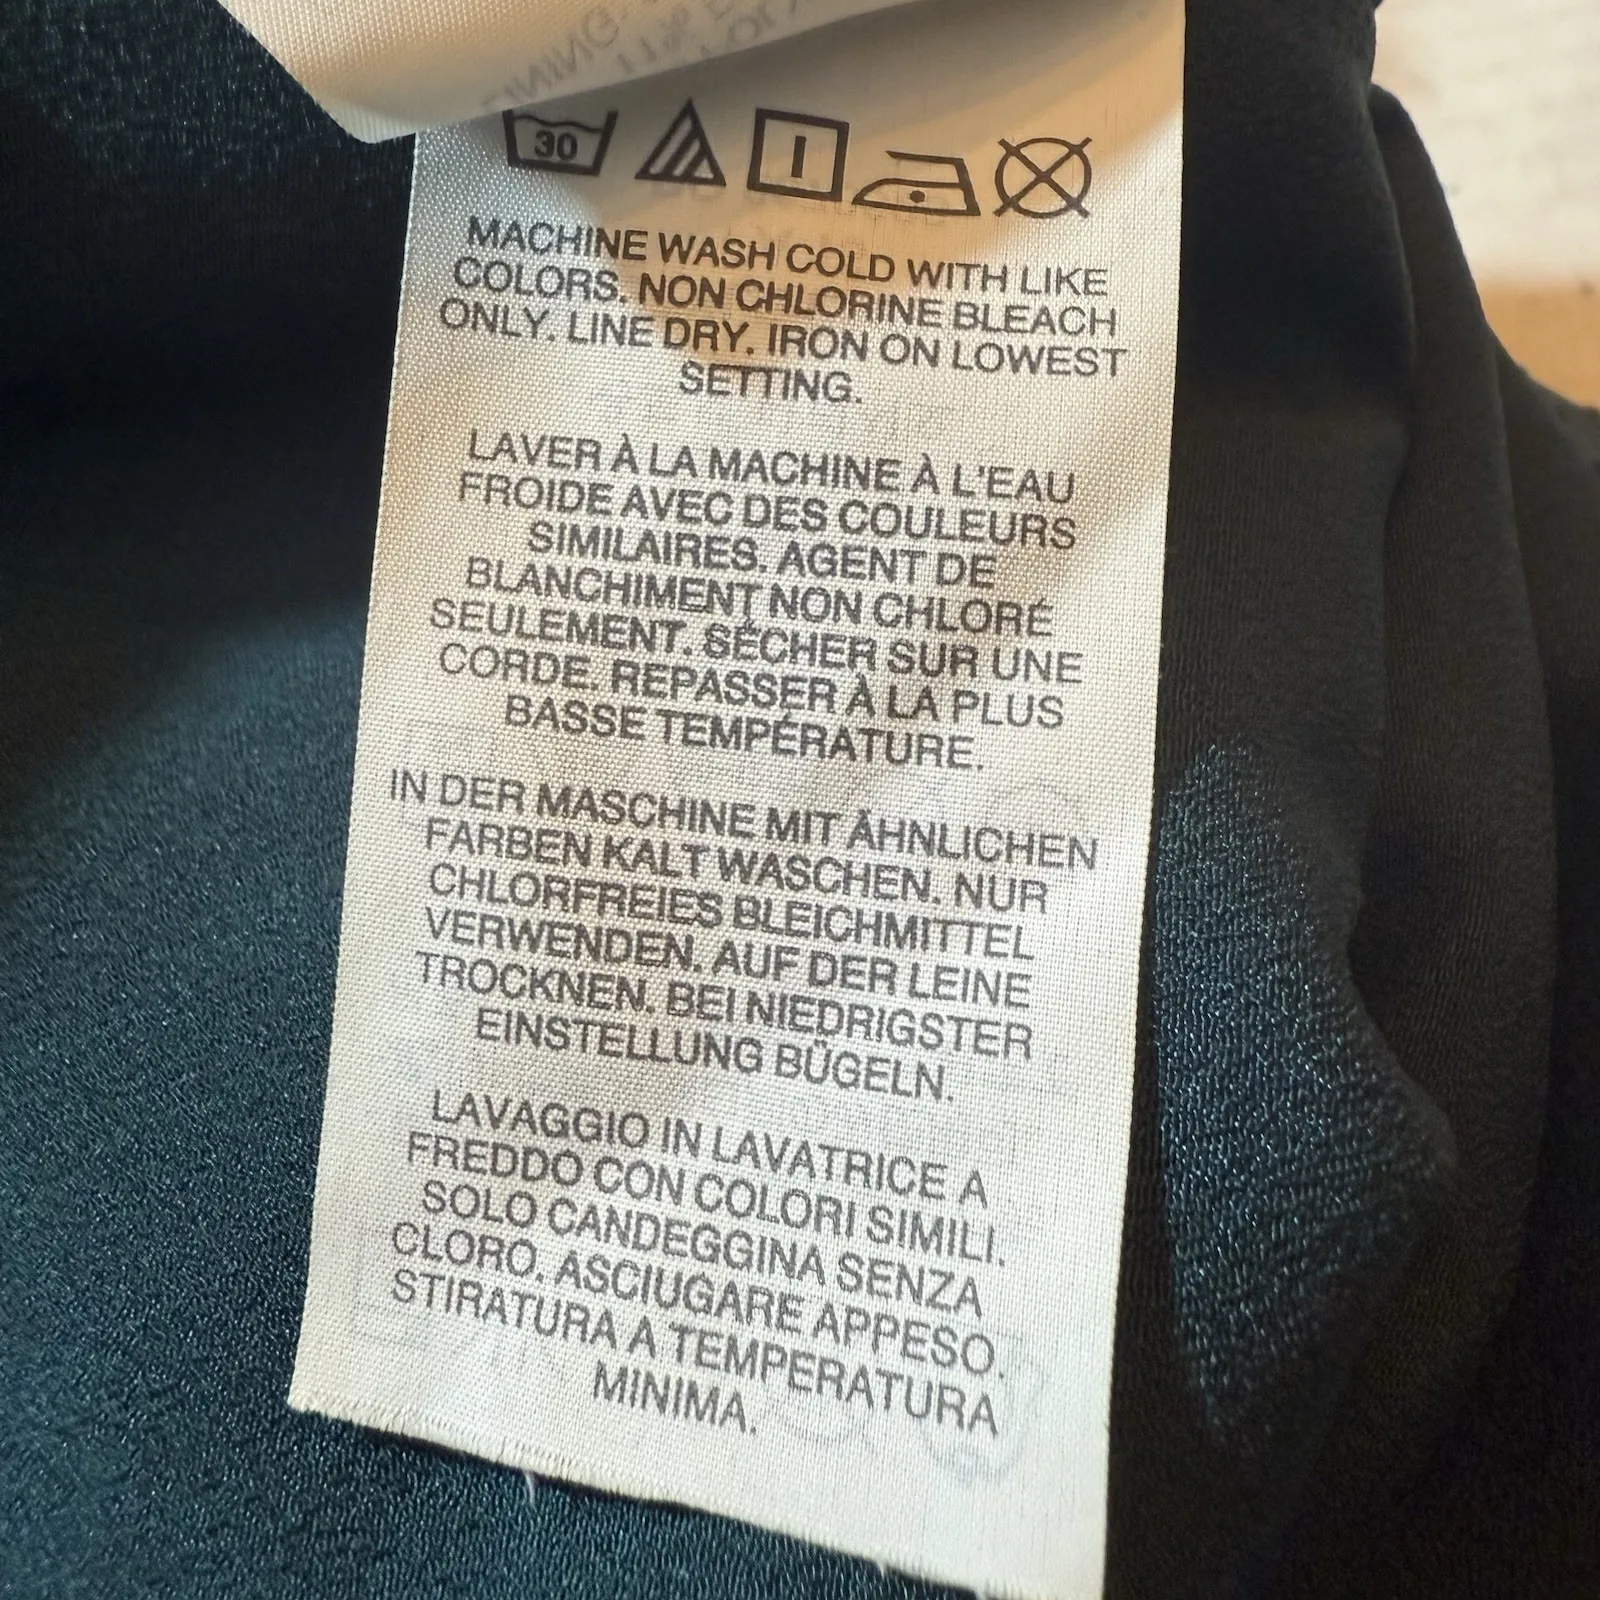 30
MACHINE WASH COLD WITH LIKE
COLORS. NON CHLORINE BLEACH
ONLY. LINE DRY. IRON ON LOWEST
SETTING.
LAVER À LA MACHINE À L'EAU
FROIDE AVEC DES COULEURS
SIMILAIRES. AGENT DE
BLANCHIMENT NON CHLORÉ
SEULEMENT. SÉCHER SUR UNE
CORDE. REPASSER À LA PLUS
BASSE TEMPÉRATURE.
IN DER MASCHINE MIT ÄHNLICHEN
FARBEN KALT WASCHEN. NUR
CHLORFREIES BLEICHMITTEL
VERWENDEN. AUF DER LEINE
TROCKNEN. BEI NIEDRIGSTER
EINSTELLUNG BÜGELN.
LAVAGGIO IN LAVATRICE A
FREDDO CON COLORI SIMILI.
SOLO CANDEGGINA SENZA
CLORO. ASCIUGARE APPESO.
STIRATURA A TEMPERATURA
MINIMA.